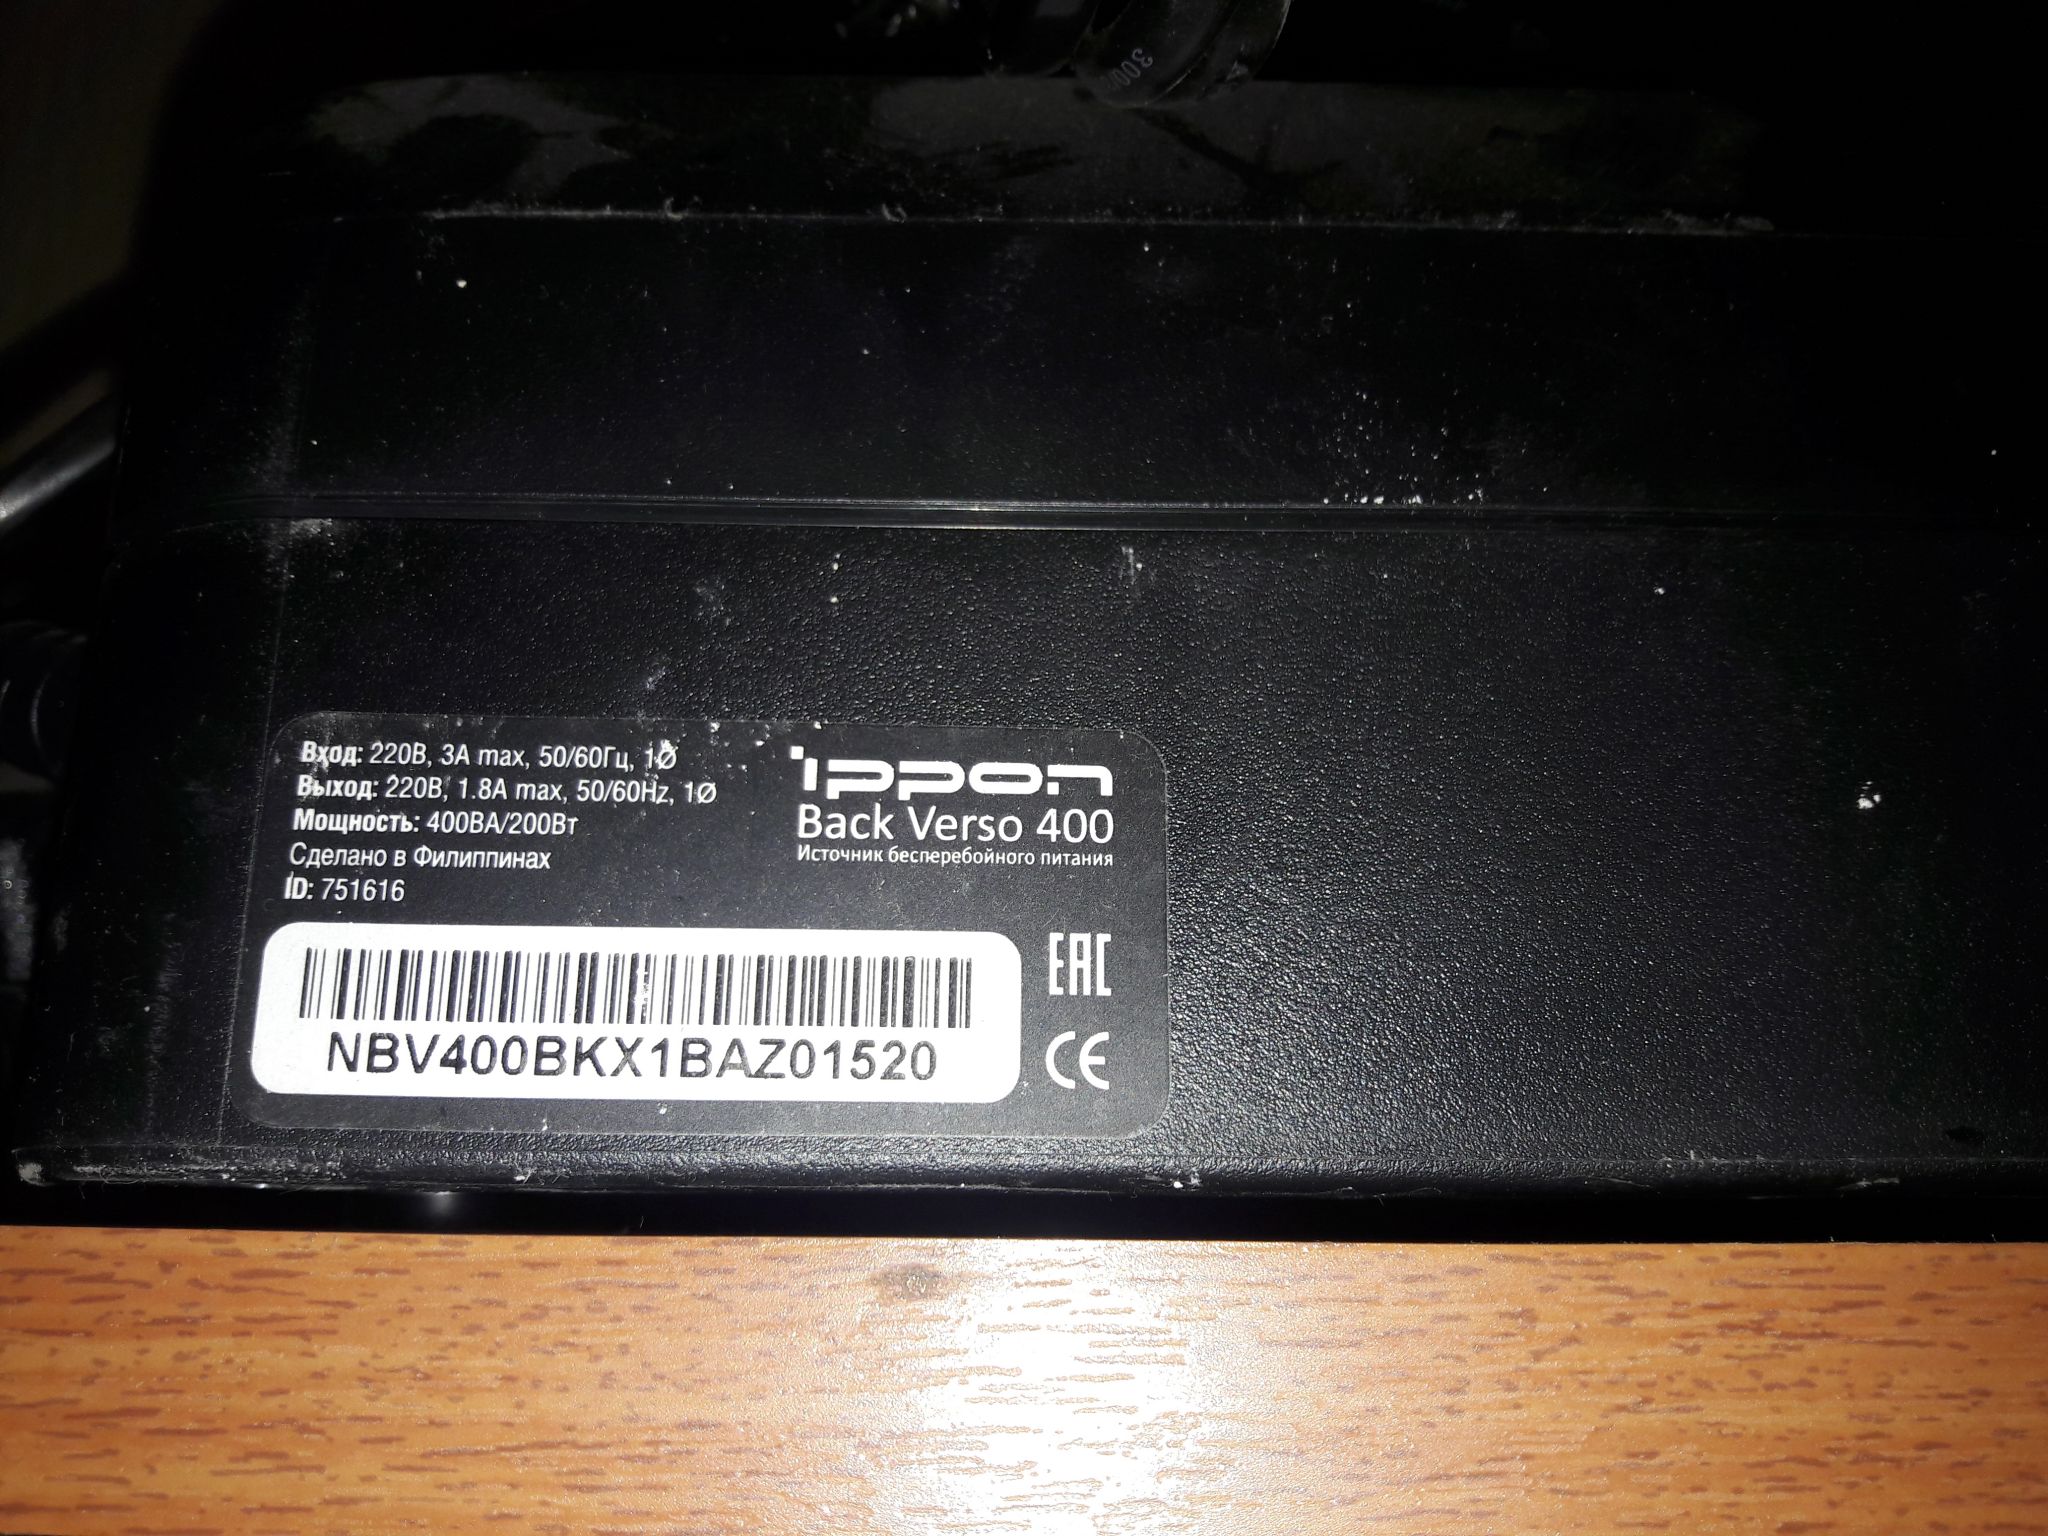 300
Вход: 220В, 3А max, 50/60Гц, 1Ø
Выход: 220В, 1.8А max, 50/60Hz, 1Ø
Мощность: 400ВА/200Вт
Сделано в Филиппинах
ID: 751616
ippon
Back Verso 400
Источник бесперебойного питания
NBV400BKX1BAZ01520
EAC
CE